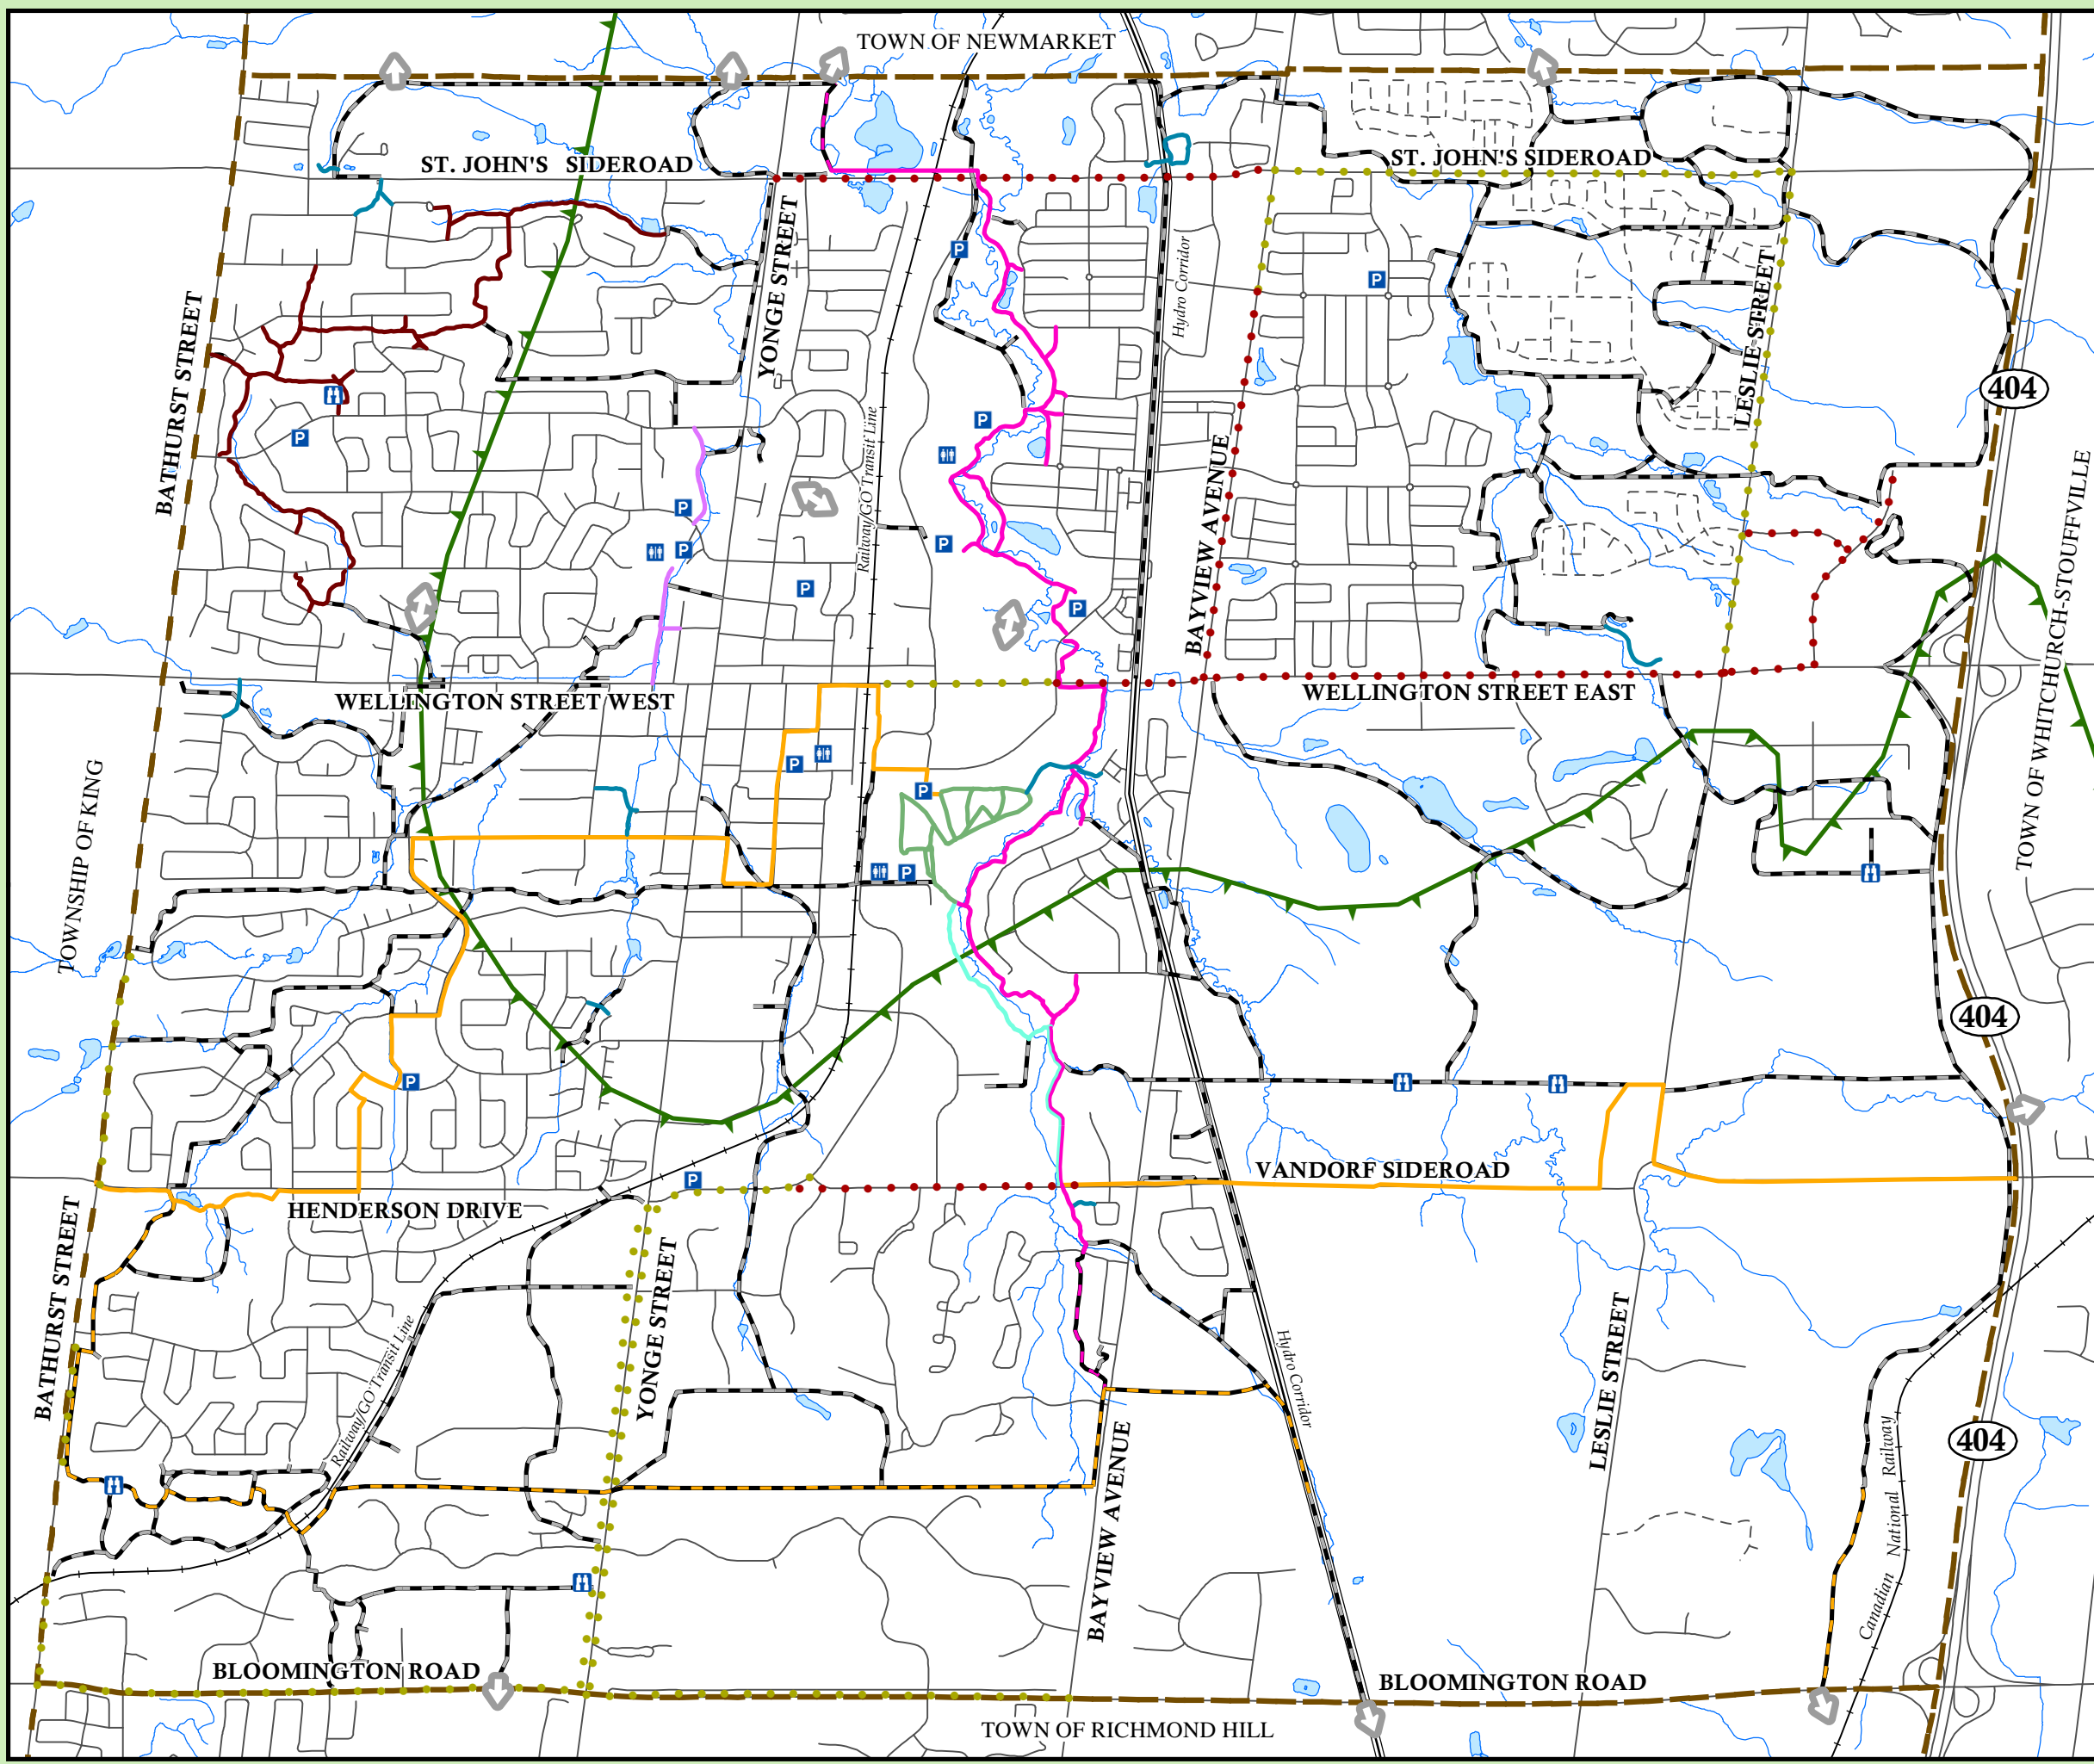 TOWN OF NEWMARKET
ST. JOHN'S SIDEROAD
ST. JOHN'S SIDEROAD
YONGE STREET
Hydro Corridor
LESLIE STREET
BATHURST STREET
404
Railway/GO Transit Line
BAYVIEW AVENUE
TOWN OF WHITCHURCH-STOUFFVILLE
P
P
P
P
P
P
P
P
P
WELLINGTON STREET WEST
WELLINGTON STREET EAST
TOWNSHIP OF KING
P
P
P
404
P
VANDORF SIDEROAD
P
HENDERSON DRIVE
BATHURST STREET
YONGE STREET
Railway/GO Transit Line
Hydro Corridor
LESLIE STREET
404
BAYVIEW AVENUE
Canadian National Railway
BLOOMINGTON ROAD
BLOOMINGTON ROAD
TOWN OF RICHMOND HILL